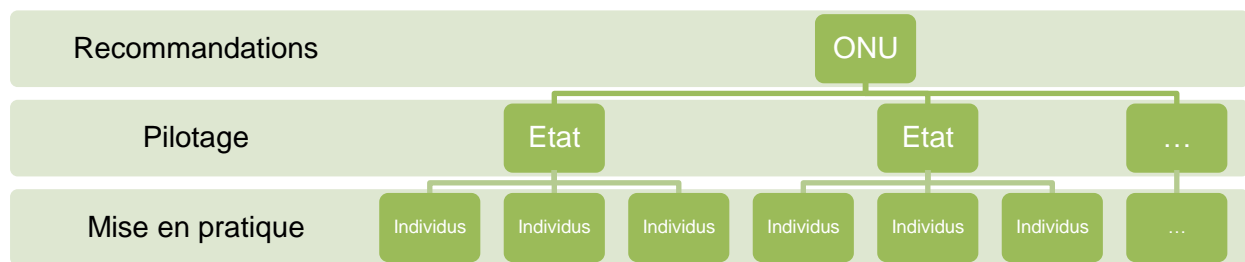 Recommandations
ONU
Pilotage
Etat
Etat
…
Mise en pratique
Individus
Individus
Individus
Individus
Individus
Individus
…